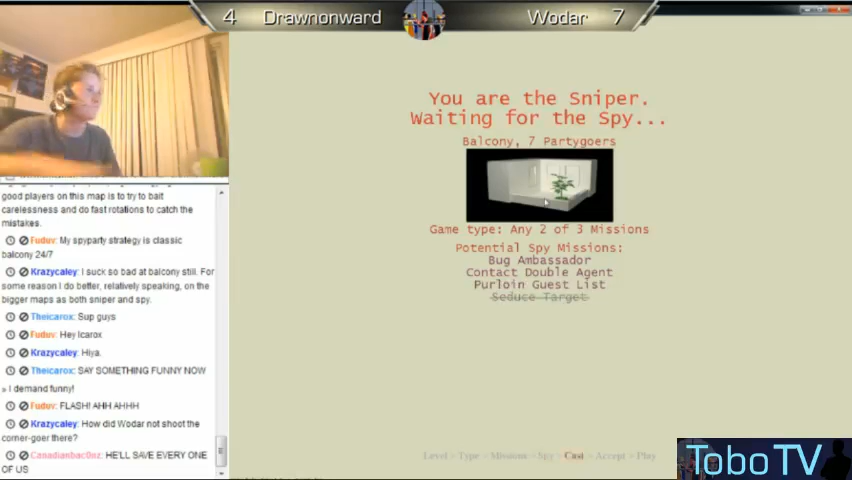 4 Drawnonward Wodar 7
good players on this map is to try to bait
carelessness and do fast rotations to catch the
mistakes.
Fuduv: My spyparty strategy is classic
balcony 24/7
Krazycaley: I suck so bad at balcony still. For
some reason I do better, relatively speaking, on the
bigger maps as both sniper and spy.
Theicarox: Sup guys
Fuduv: Hey Icarox
Krazycaley: Hiya.
Theicarox: SAY SOMETHING FUNNY NOW
» I demand funny!
Fuduv: FLASH! AHH AHHH
Krazycaley: How did Wodar not shoot the
corner-goer there?
Canadianbac0nz: HE'LL SAVE EVERY ONE
OF US
You are the Sniper.
Waiting for the Spy...
Balcony, 7 Partygoers
Game type: Any 2 of 3 Missions
Potential Spy Missions:
Bug Ambassador
Contact Double Agent
Purloin Guest List
Seduce Target
Level > Type > Missions > Spy > Cast > Accept > Play
ToboTV